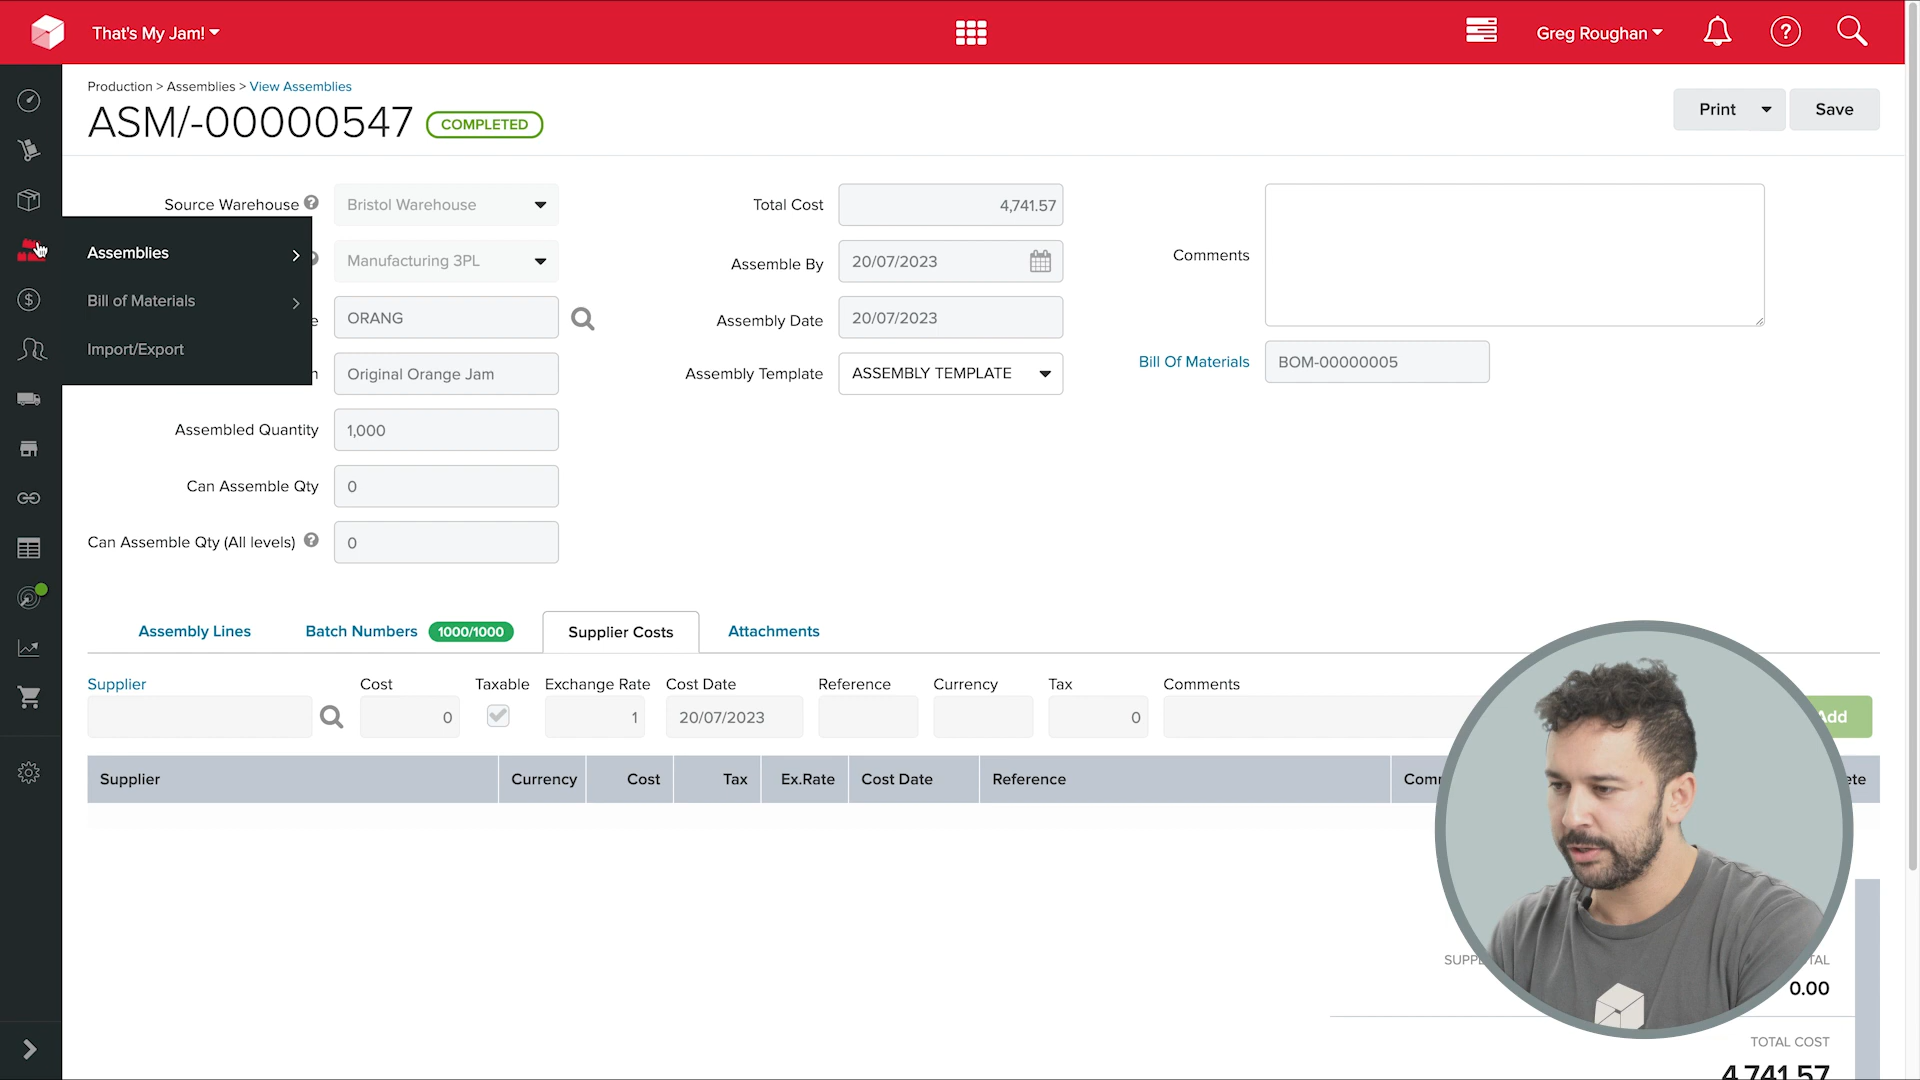 That's My Jam!
Greg Roughan
?
Production > Assemblies > View Assemblies
ASM/-00000547 COMPLETED
Print
Save
Source Warehouse ? Bristol Warehouse
Total Cost 4,741.57
Comments
Assemblies
Manufacturing 3PL
Assemble By 20/07/2023
Bill of Materials
ORANG
Assembly Date 20/07/2023
Import/Export
Original Orange Jam
Assembly Template ASSEMBLY TEMPLATE
Bill Of Materials BOM-00000005
Assembled Quantity 1,000
Can Assemble Qty 0
Can Assemble Qty (All levels) ? 0
Assembly Lines
Batch Numbers 1000/1000
Supplier Costs
Attachments
Supplier Cost Taxable Exchange Rate Cost Date Reference Currency Tax Comments
0 1 20/07/2023 0
Add
Supplier Currency Cost Tax Ex.Rate Cost Date Reference
0.00
TOTAL COST
4,741.57